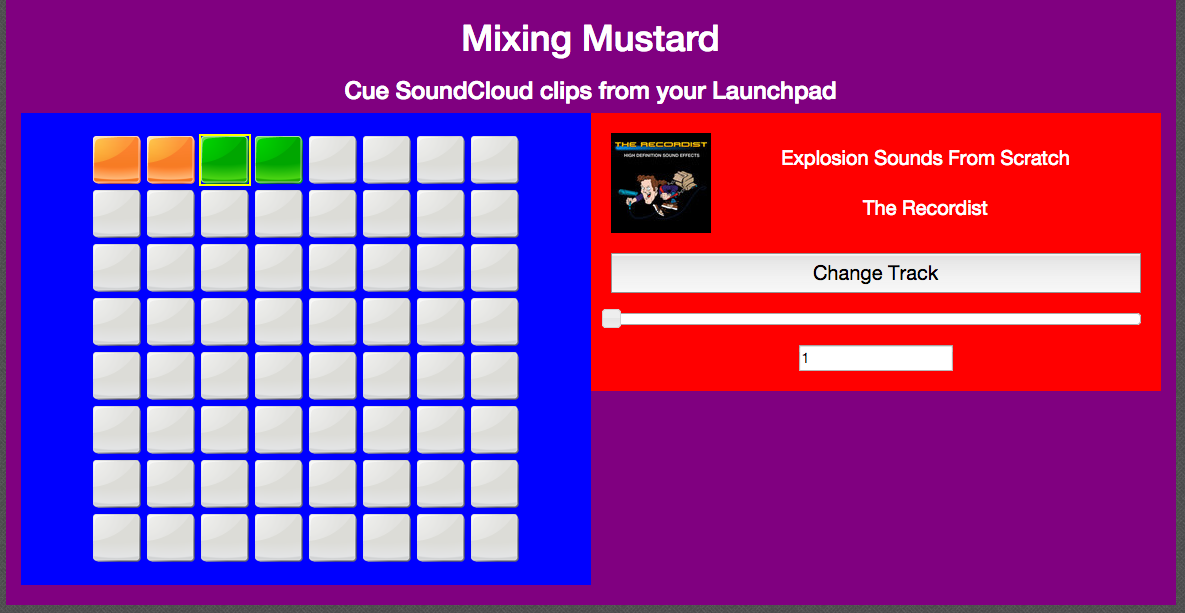 Mixing Mustard
Cue SoundCloud clips from your Launchpad
THE RECORDIST
HIGH DEFINITION SOUND EFFECTS
Explosion Sounds From Scratch
The Recordist
Change Track
1